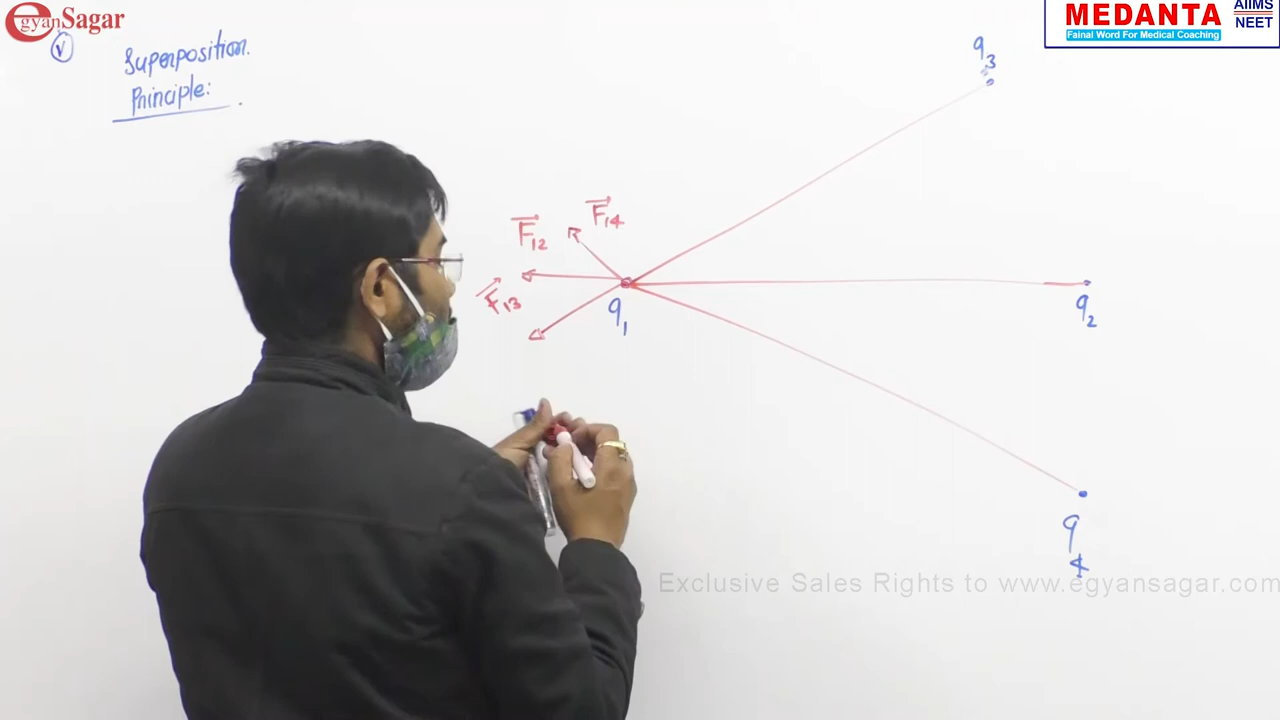 egyanSagar
MEDANTA
AIIMS
NEET
Fainal Word For Medical Coaching
(V)
Superposition
Principle:
q3
F14
F12
F13
q1
q2
q4
Exclusive Sales Rights to www.egyansagar.com